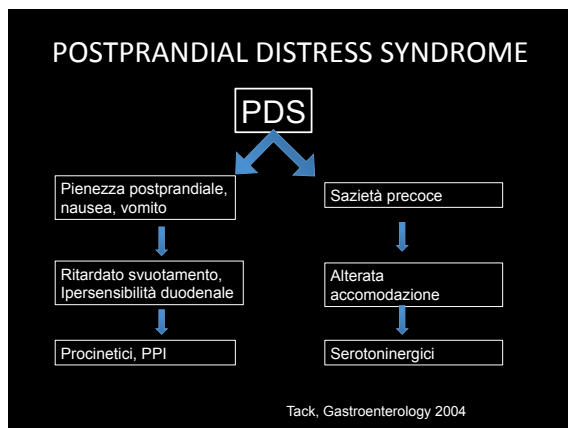 POSTPRANDIAL DISTRESS SYNDROME
PDS
Pienezza postprandiale,
nausea, vomito
Sazietà precoce
Ritardato svuotamento,
Ipersensibilità duodenale
Alterata
accomodazione
Procinetici, PPI
Serotoninergici
Tack, Gastroenterology 2004